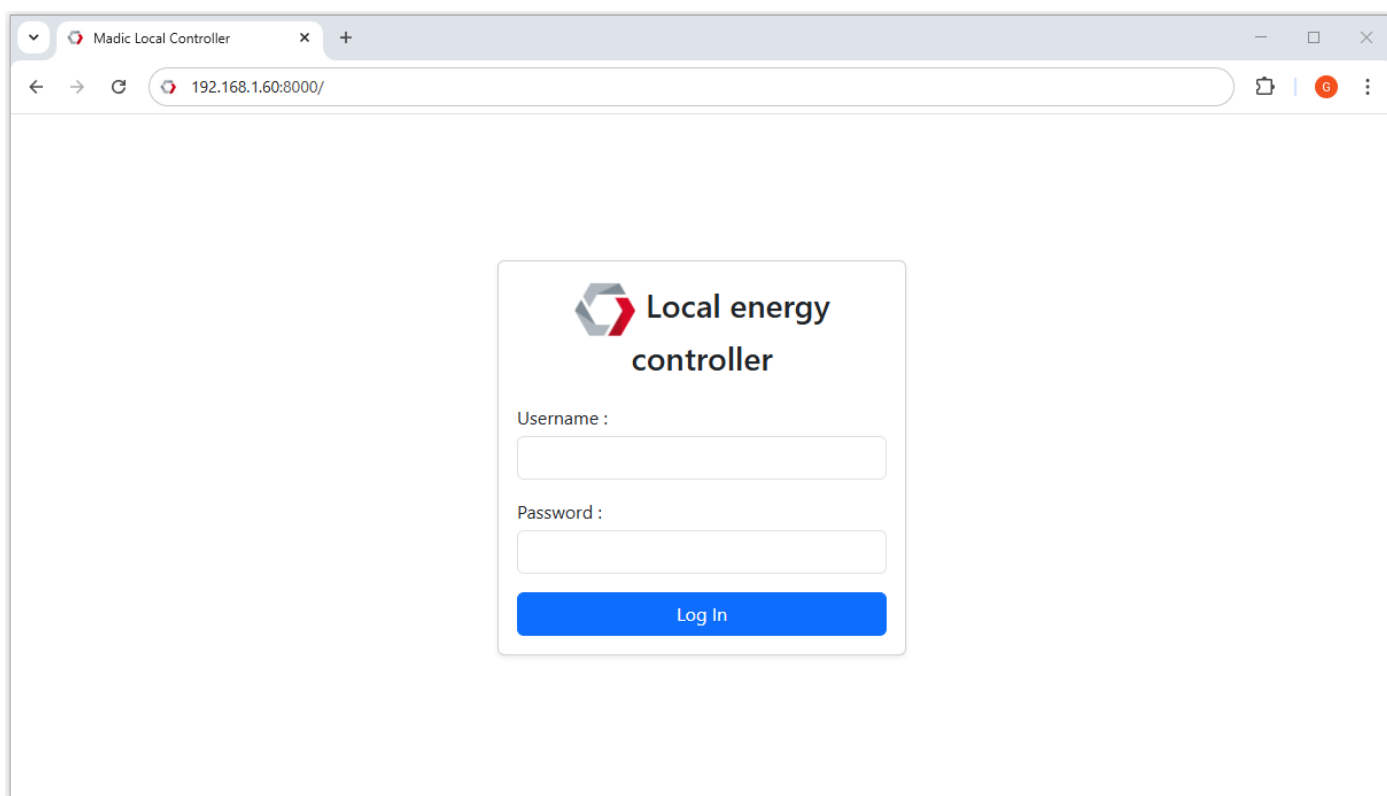 Madic Local Controller
192.168.1.60:8000/
G
Local energy
controller
Username :
Password :
Log In